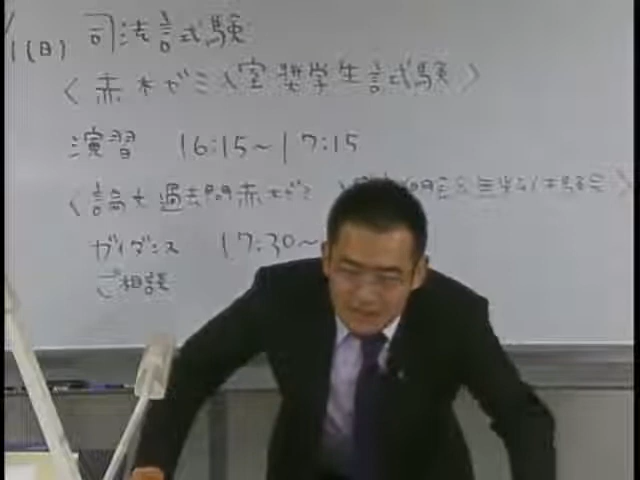 1(日) 司法試験
〈赤木ゼミ入室奨学生試験〉
演習 16:15~17:15
〈論文過去問赤ゼミ
ガイダンス 17:30~
ご相談